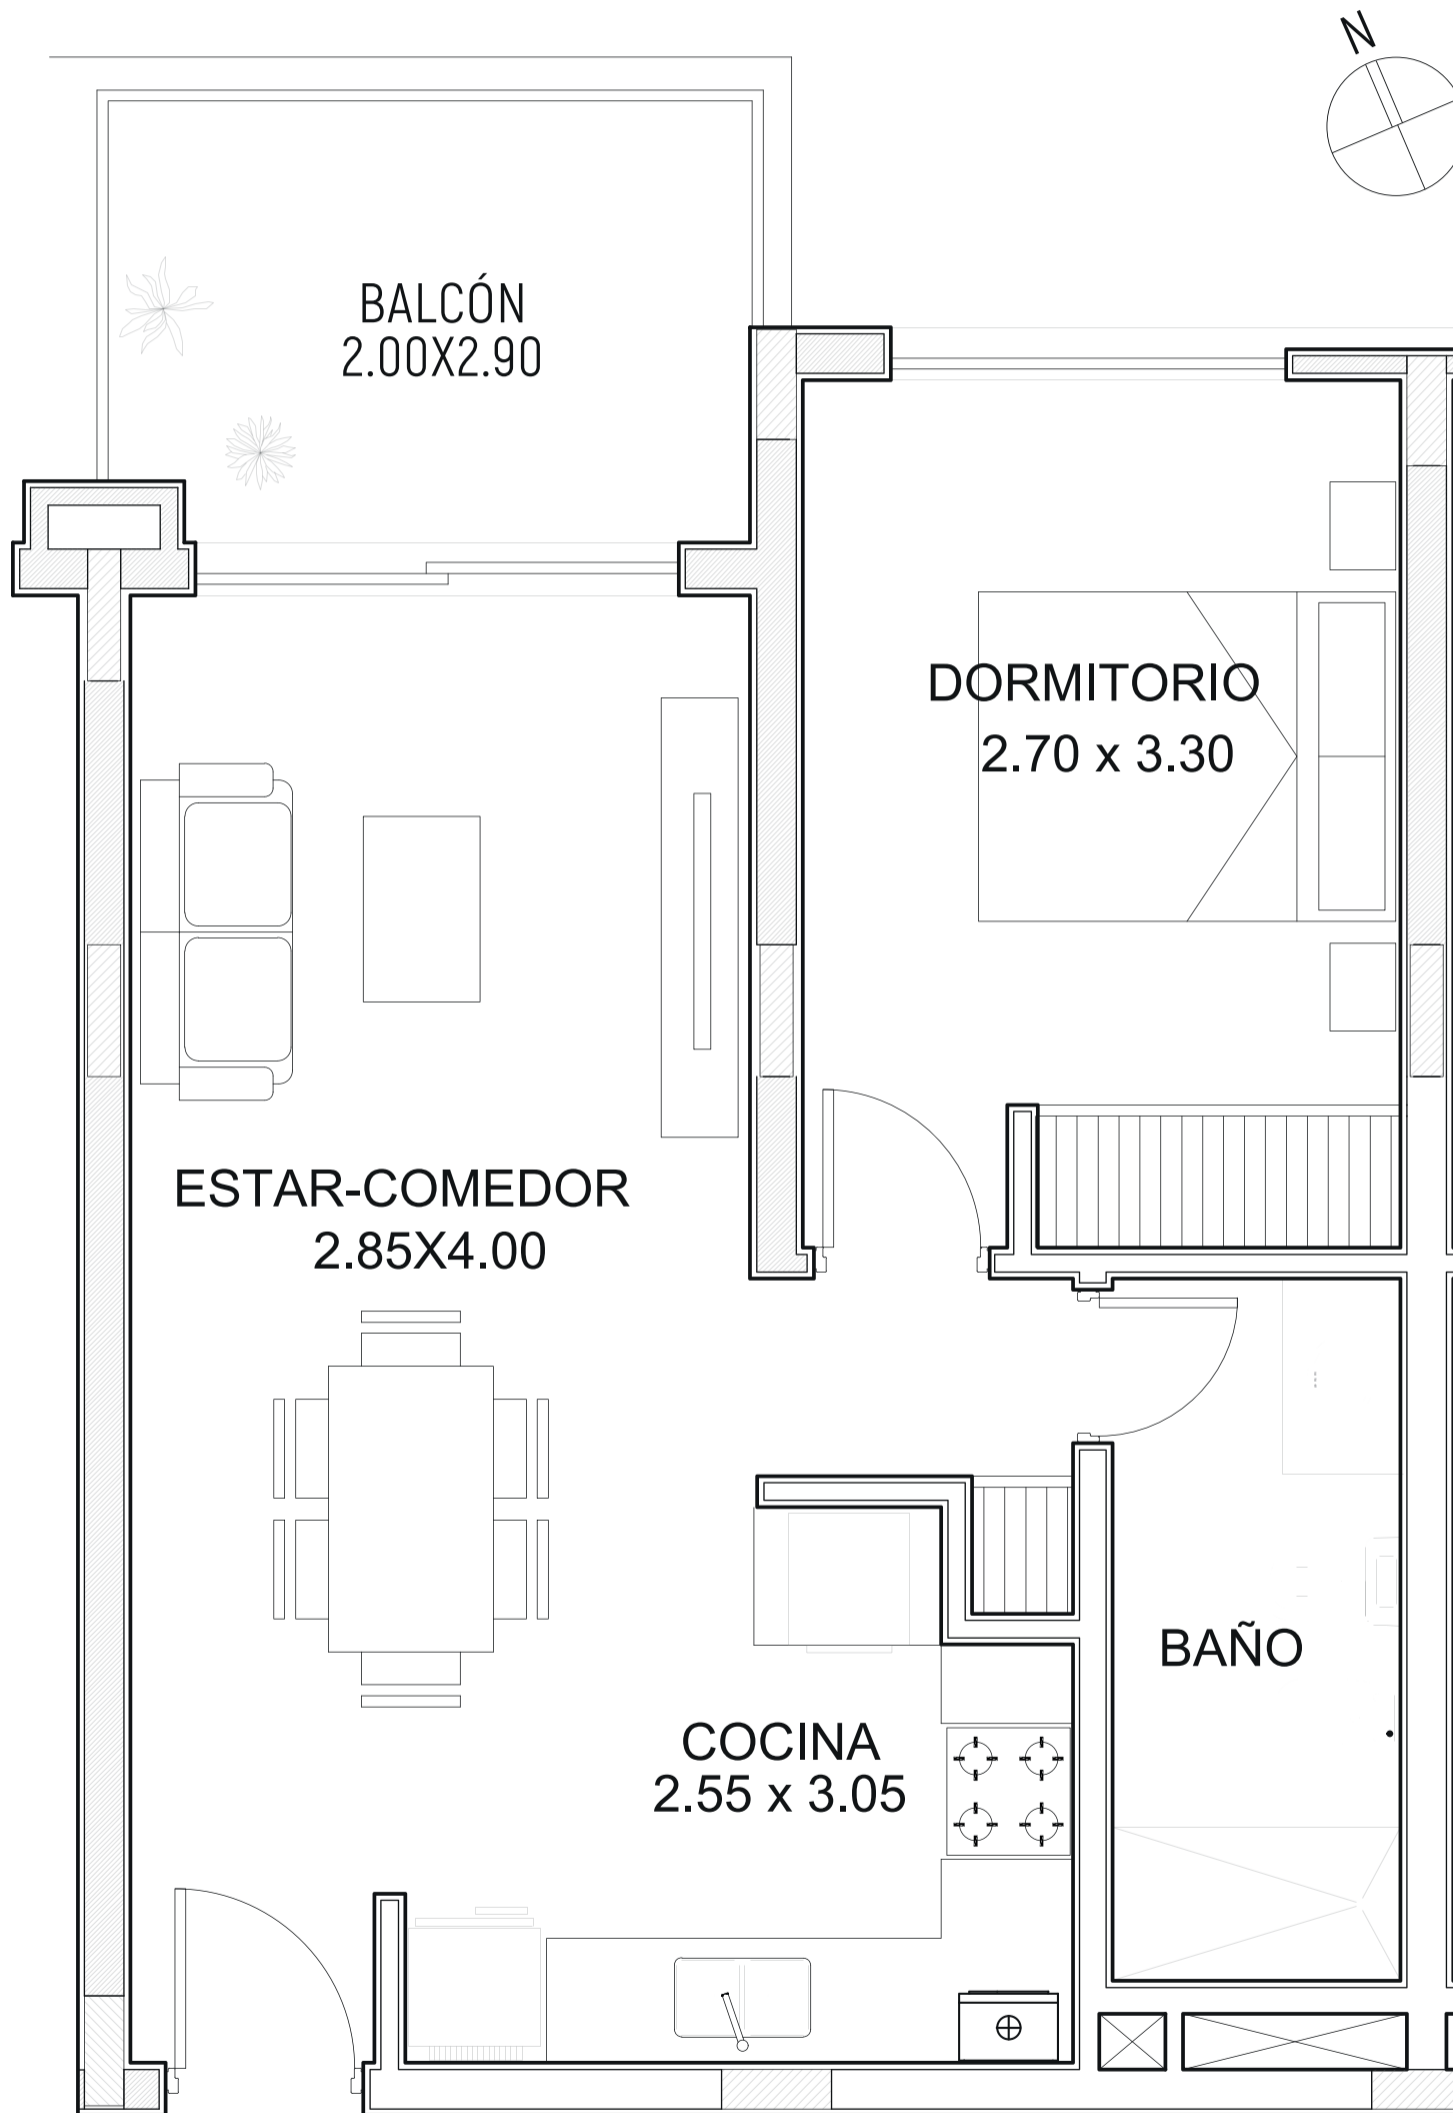 N
BALCÓN
2.00X2.90
DORMITORIO
2.70 x 3.30
ESTAR-COMEDOR
2.85X4.00
BAÑO
COCINA
2.55 x 3.05